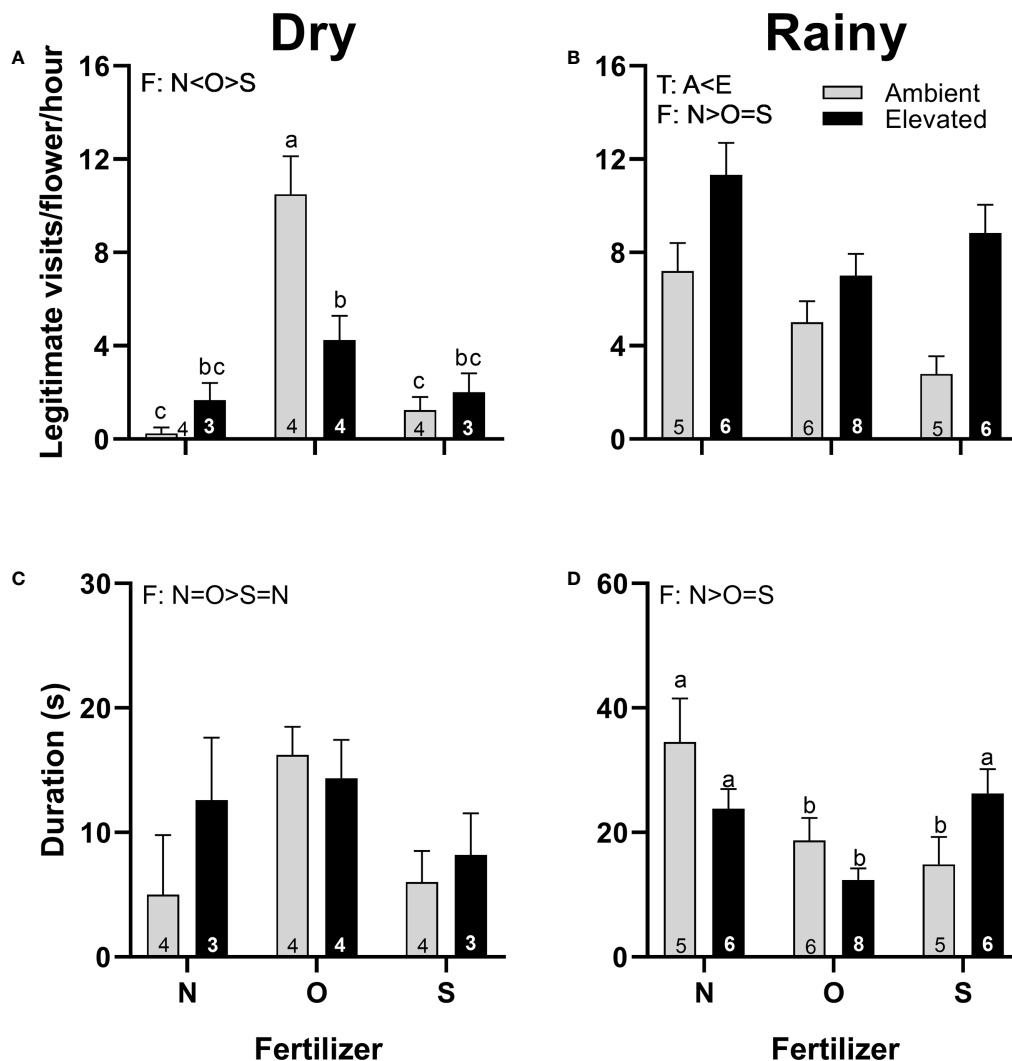 Dry
Rainy
A
Legitimate visits/flower/hour
16
12
8
4
0
F: N<O>S
c
bc
a
b
c
bc
4
3
4
4
4
3
B
16
12
8
4
0
T: A<E
F: N>O=S
Ambient
Elevated
5
6
6
8
5
6
C
Duration (s)
30
20
10
0
F: N=O>S=N
4
3
4
4
4
3
N
O
S
Fertilizer
D
60
40
20
0
F: N>O=S
a
a
b
b
b
a
5
6
6
8
5
6
N
O
S
Fertilizer